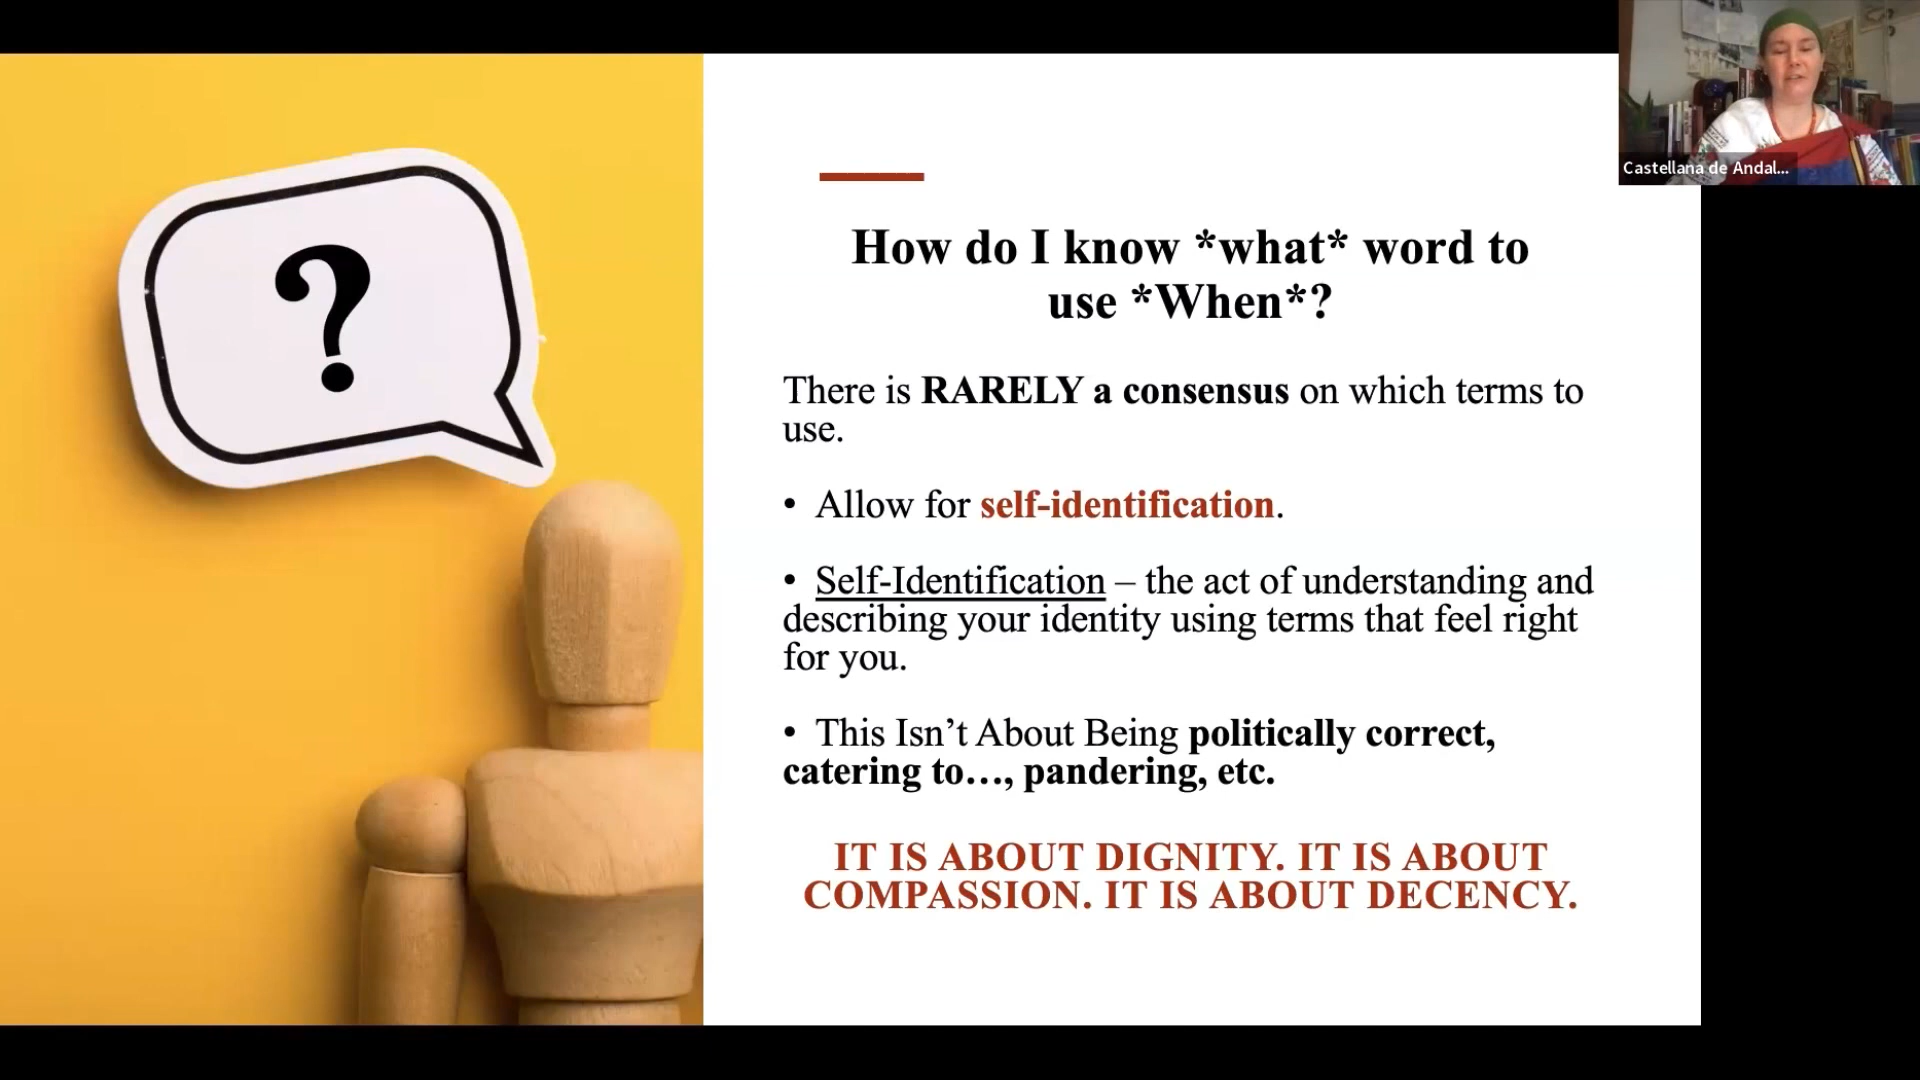 ?
Castellana de Andal...
How do I know *what* word to
use *When*?
There is RARELY a consensus on which terms to
use.
• Allow for self-identification.
• Self-Identification – the act of understanding and
describing your identity using terms that feel right
for you.
• This Isn’t About Being politically correct,
catering to…, pandering, etc.
IT IS ABOUT DIGNITY. IT IS ABOUT
COMPASSION. IT IS ABOUT DECENCY.